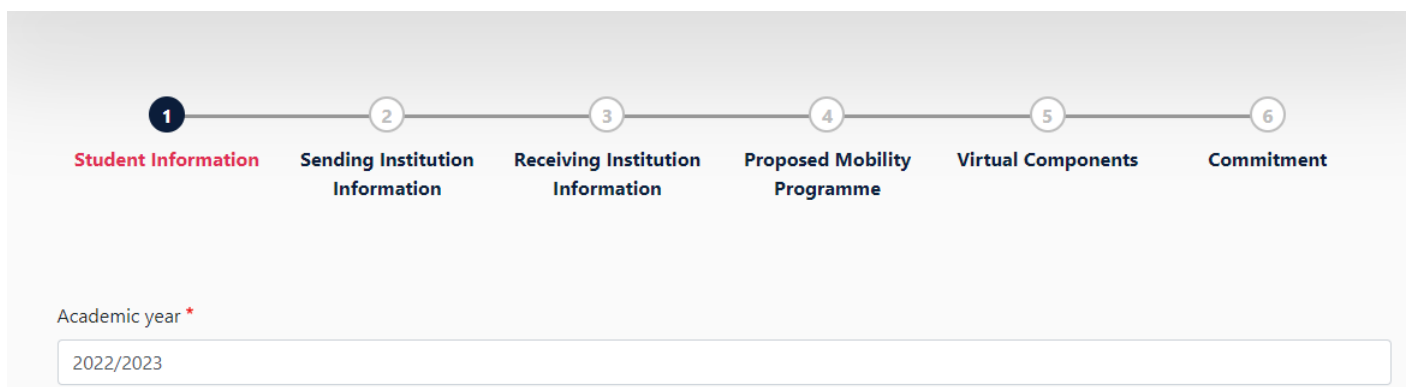 1
2
3
4
5
6
Student Information
Sending Institution
Information
Receiving Institution
Information
Proposed Mobility
Programme
Virtual Components
Commitment
Academic year *
2022/2023